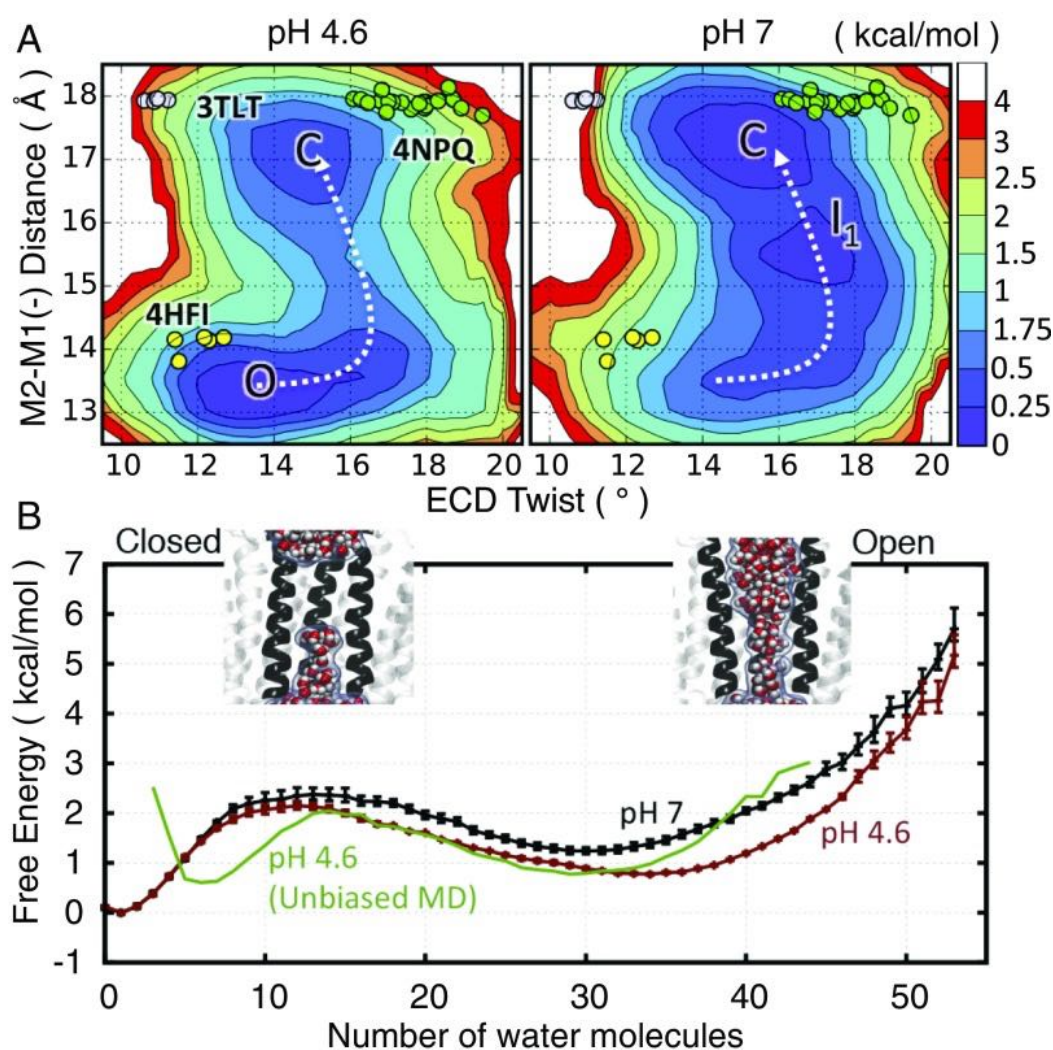 A
pH 4.6
pH 7
( kcal/mol )
M2-M1(-) Distance ( Å )
18
17
16
15
14
13
3TLT
C
4NPQ
4HFI
O
C
I1
4
3
2.5
2
1.5
1
1.75
0.5
0.25
0
10 12 14 16 18 20
10 12 14 16 18 20
ECD Twist ( ° )
B
Closed
Open
Free Energy ( kcal/mol )
7
6
5
4
3
2
1
0
-1
pH 7
pH 4.6
pH 4.6
(Unbiased MD)
0 10 20 30 40 50
Number of water molecules